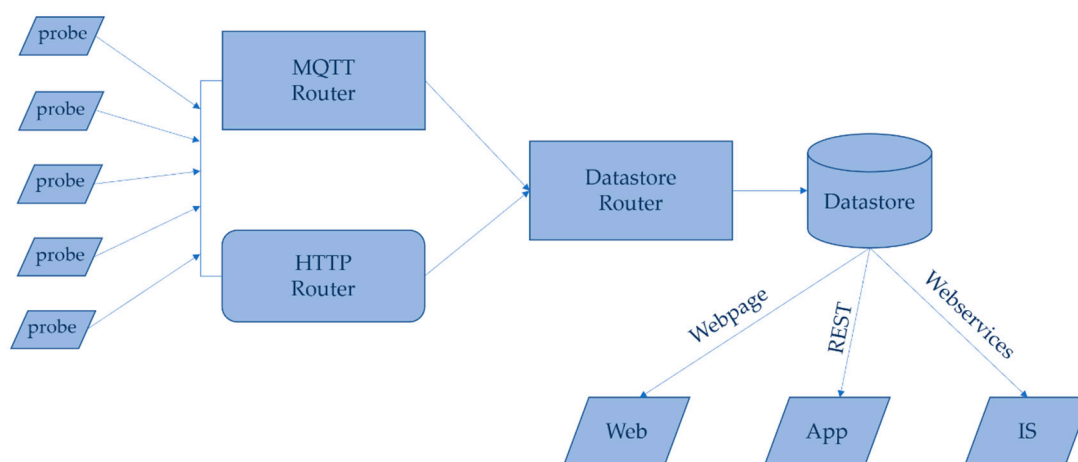 probe
probe
probe
probe
probe
MQTT
Router
HTTP
Router
Datastore
Router
Datastore
Webpage
REST
Webservices
Web
App
IS